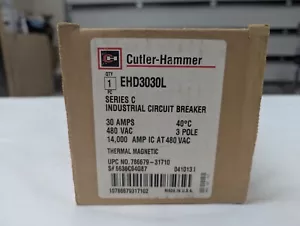 Cutler-Hammer
QTY
1
PC
EHD3030L
SERIES C
INDUSTRIAL CIRCUIT BREAKER
30 AMPS 40°C
480 VAC 3 POLE
14,000 AMP IC AT 480 VAC
THERMAL MAGNETIC
UPC NO. 786679-31710
MADE IN U.S.A.